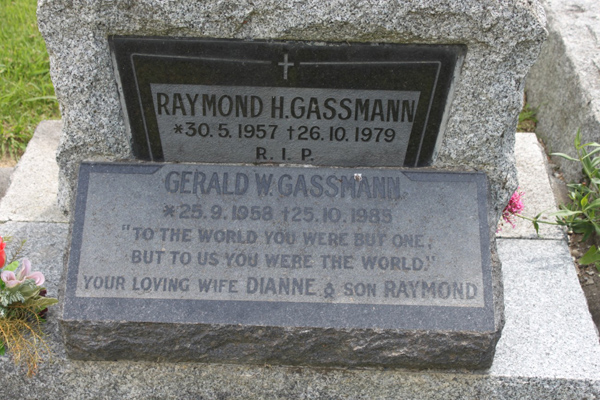 RAYMOND H. GASSMANN
*30. 5. 1957 †26. 10. 1979
R. I. P.
GERALD W. GASSMANN.
*25. 9. 1958 †25. 10. 1985
"TO THE WORLD YOU WERE BUT ONE,
BUT TO US YOU WERE THE WORLD."
YOUR LOVING WIFE DIANNE & SON RAYMOND